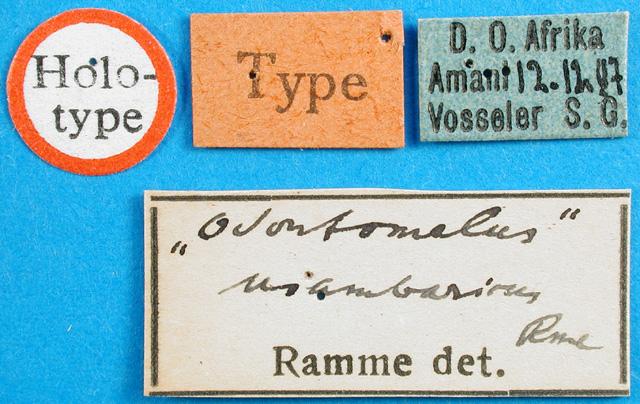 Holo-
type
Type
D. O. Afrika
Amani 12.12.07
Vosseler S. G.
„Odontomelus“
usambaricus
Rme
Ramme det.